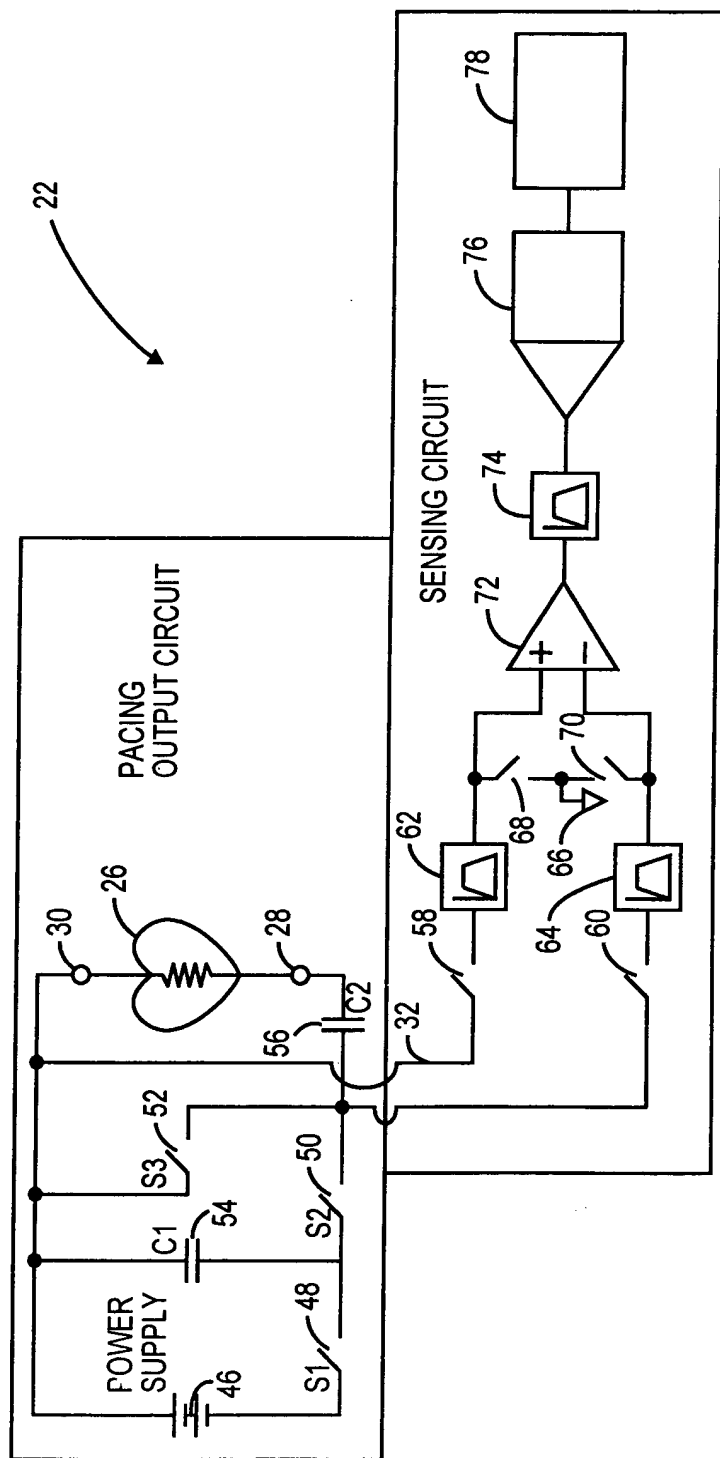 22
PACING
OUTPUT CIRCUIT
30
26
28
C2
56
S3
52
S2
50
C1
54
POWER
SUPPLY
S1
48
46
SENSING CIRCUIT
32
58
60
62
64
66
68
70
+
−
72
74
76
78